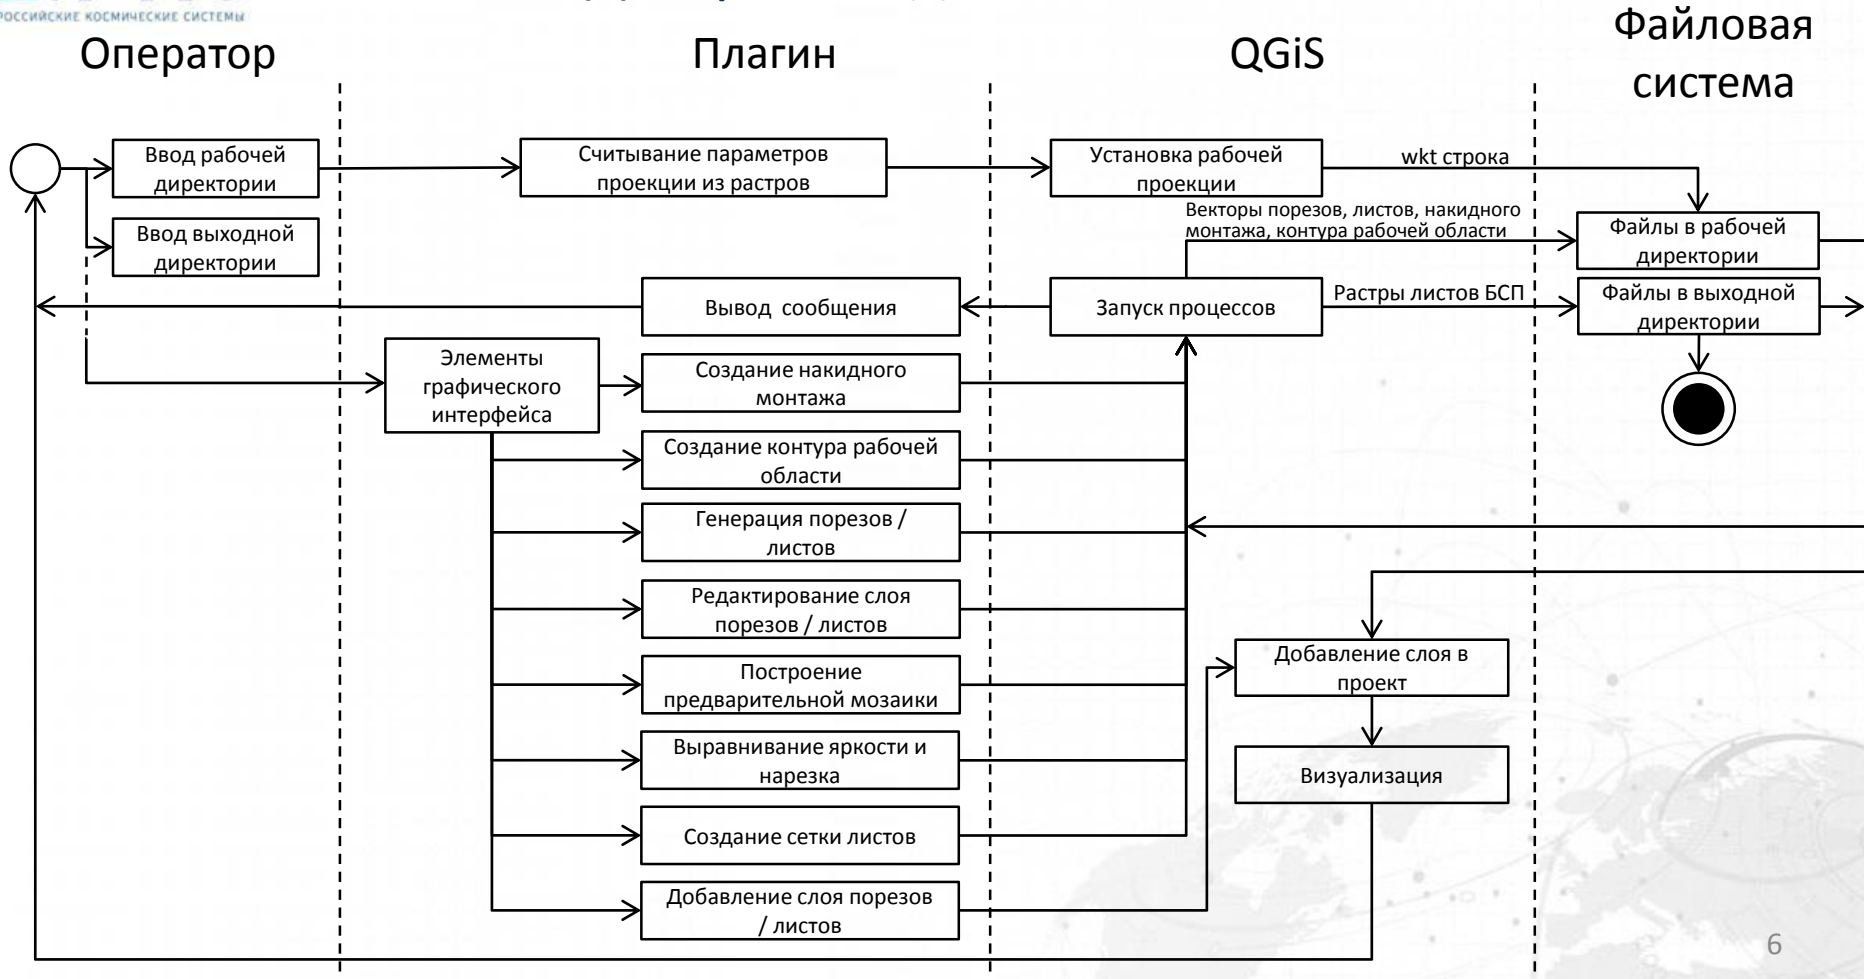 РОССИЙСКИЕ КОСМИЧЕСКИЕ СИСТЕМЫ
Оператор
Плагин
QGiS
Файловая
система
Ввод рабочей
директории
Считывание параметров
проекции из растров
Установка рабочей
проекции
wkt строка
Ввод выходной
директории
Векторы порезов, листов, накидного
монтажа, контура рабочей области
Файлы в рабочей
директории
Вывод сообщения
Запуск процессов
Растры листов БСП
Файлы в выходной
директории
Элементы
графического
интерфейса
Создание накидного
монтажа
Создание контура рабочей
области
Генерация порезов /
листов
Редактирование слоя
порезов / листов
Построение
предварительной мозаики
Выравнивание яркости и
нарезка
Создание сетки листов
Добавление слоя порезов
/ листов
Добавление слоя в
проект
Визуализация
6